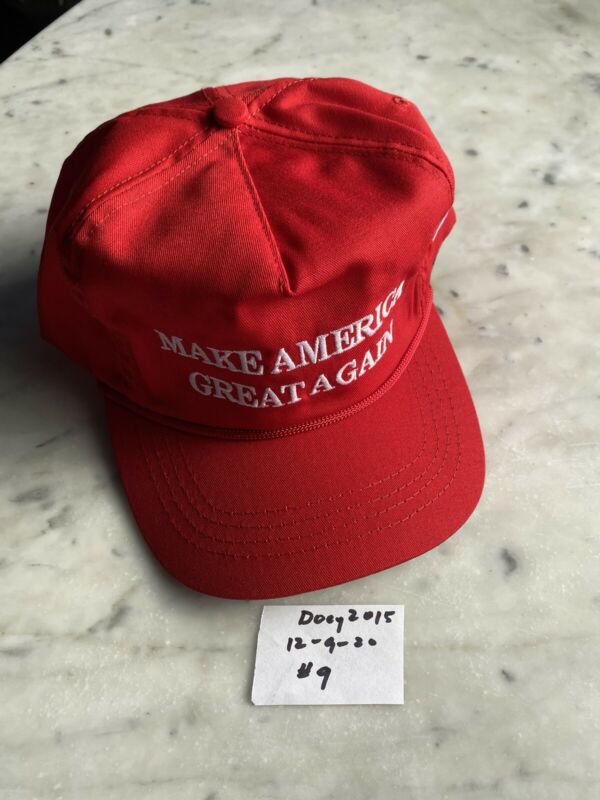 MAKE AMERICA
GREAT AGAIN
Doey2015
12-9-20
#9